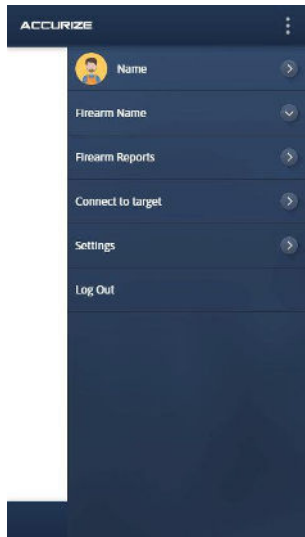 ACCURIZE
Name
Firearm Name
Firearm Reports
Connect to target
Settings
Log Out